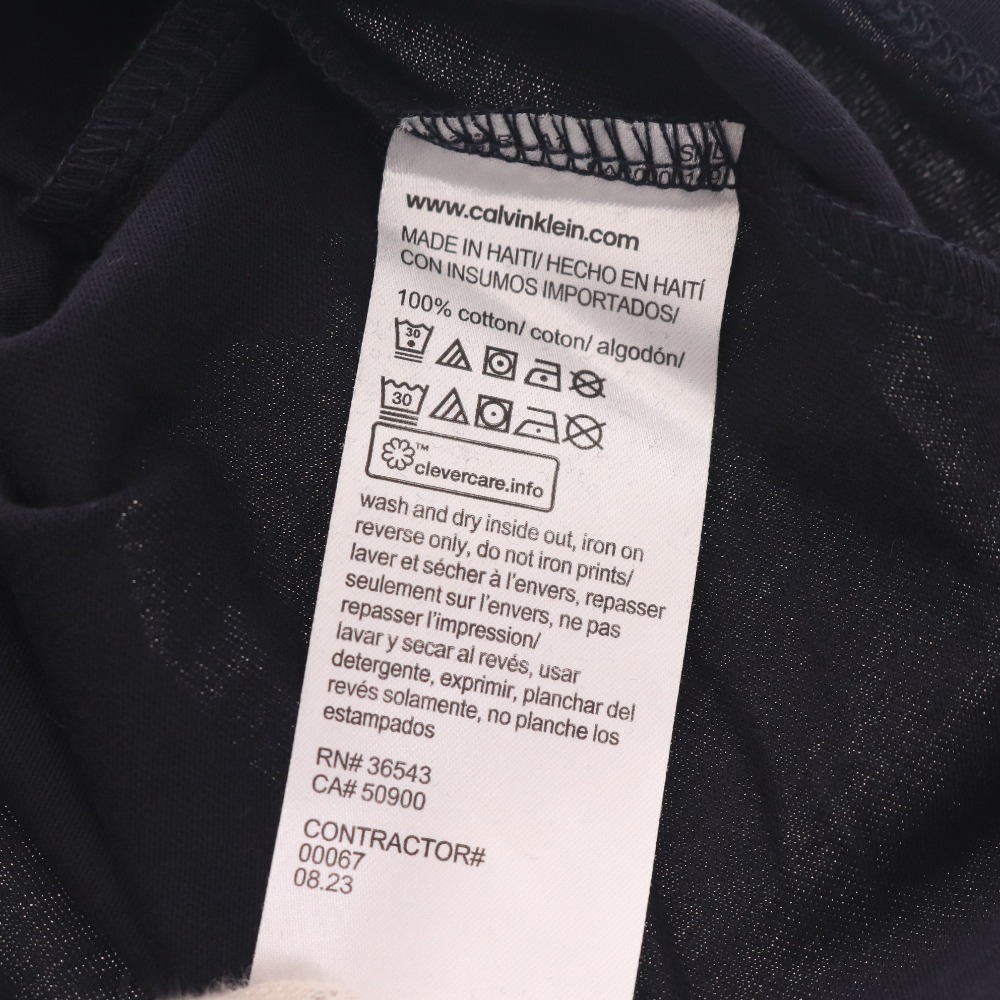 www.calvinklein.com
MADE IN HAITI/ HECHO EN HAITÍ
CON INSUMOS IMPORTADOS/
100% cotton/ coton/ algodón/
30
30
™
clevercare.info
wash and dry inside out, iron on
reverse only, do not iron prints/
laver et sécher à l'envers, repasser
seulement sur l'envers, ne pas
repasser l'impression/
lavar y secar al revés, usar
detergente, exprimir, planchar del
revés solamente, no planche los
estampados
RN# 36543
CA# 50900
CONTRACTOR#
00067
08.23